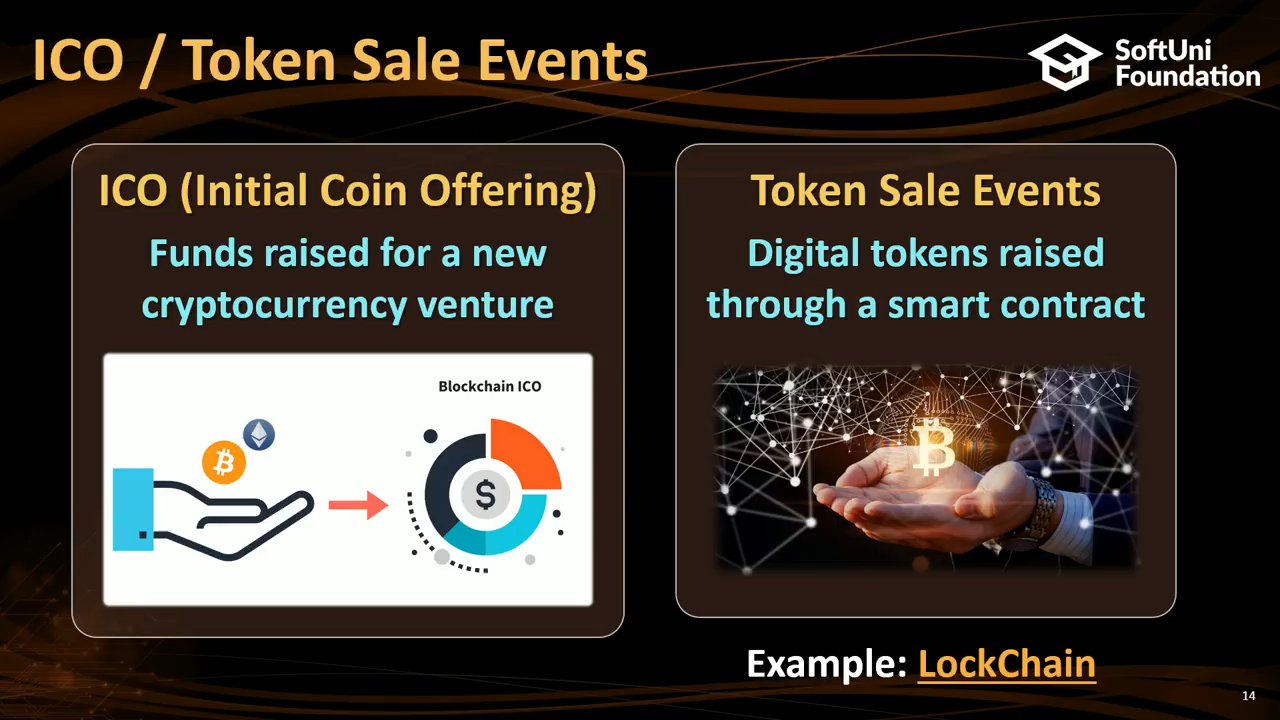 ICO / Token Sale Events
SoftUni
Foundation
ICO (Initial Coin Offering)
Funds raised for a new
cryptocurrency venture
Blockchain ICO
$
Token Sale Events
Digital tokens raised
through a smart contract
Example: LockChain
14